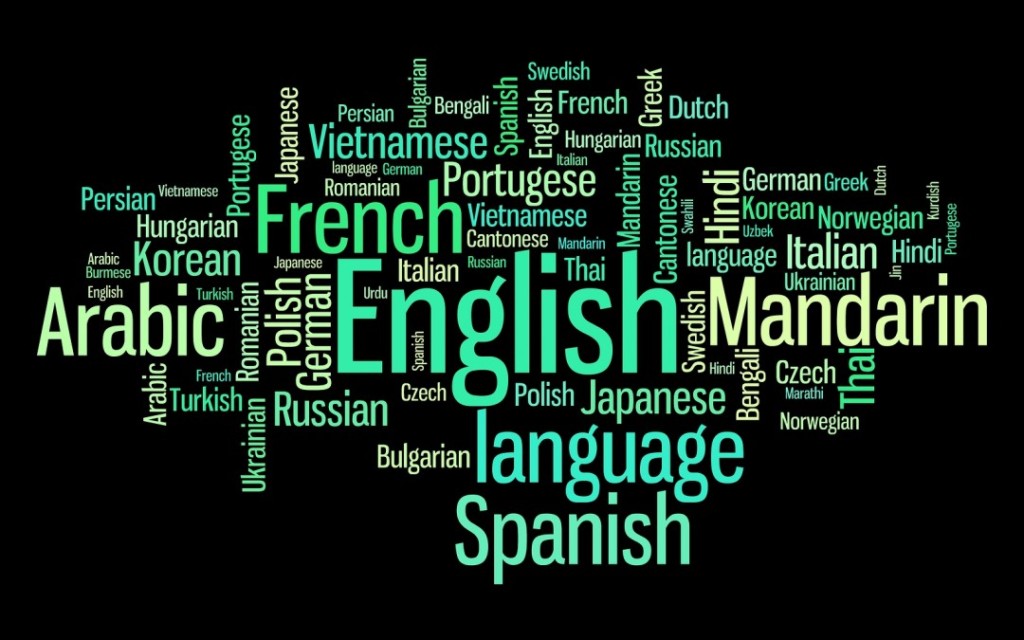 Swedish
Bulgarian
Greek
Spanish
Japanese
English
French
Bengali
Dutch
Persian
Portugese
Vietnamese
Hungarian
Russian
Italian
language
German
Mandarin
Romanian
Portugese
Hindi
German
Greek
Dutch
Cantonese
Kurdish
Persian
Vietnamese
French
Vietnamese
Swahili
Korean
Norwegian
Portugese
Hungarian
Cantonese
Mandarin
Uzbek
Korean
Arabic
Burmese
Japanese
Italian
Russian
Thai
language
Italian
Hindi
Jin
English
Turkish
Urdu
English
Ukrainian
Arabic
Romanian
Polish
German
Spanish
Swedish
Mandarin
Hindi
Bengali
Czech
Thai
Arabic
French
Turkish
Russian
Czech
Polish
Japanese
Marathi
Norwegian
Ukrainian
Bulgarian
language
Spanish